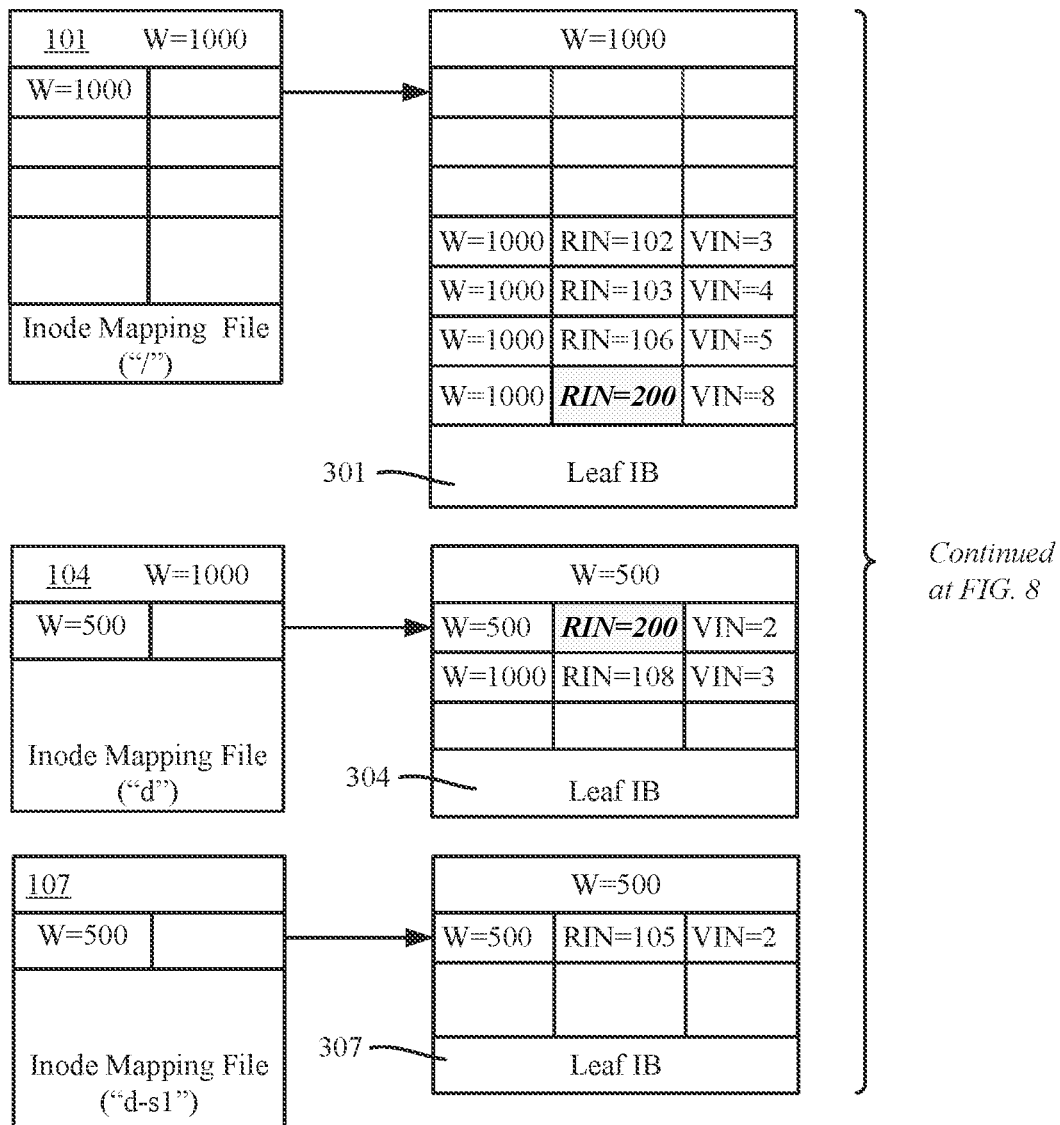 101 W=1000
W=1000
Inode Mapping File
(“/”)
W=1000
W=1000 RIN=102 VIN=3
W=1000 RIN=103 VIN=4
W=1000 RIN=106 VIN=5
W=1000 RIN=200 VIN=8
301
Leaf IB
104 W=1000
W=500
Inode Mapping File
(“d”)
W=500
W=500 RIN=200 VIN=2
W=1000 RIN=108 VIN=3
304
Leaf IB
107
W=500
Inode Mapping File
(“d-s1”)
W=500
W=500 RIN=105 VIN=2
307
Leaf IB
Continued
at FIG. 8